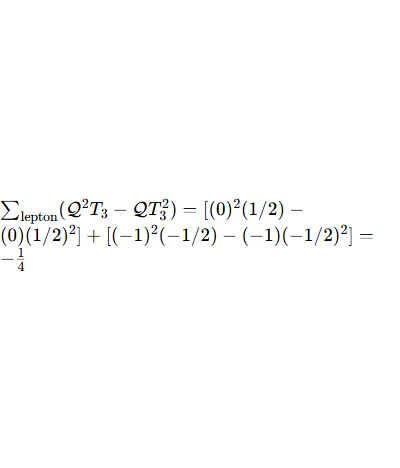 ∑_lepton(𝒬²T₃ − 𝒬T₃²) = [(0)²(1/2) −
(0)(1/2)²] + [(−1)²(−1/2) − (−1)(−1/2)²] =
−1/4